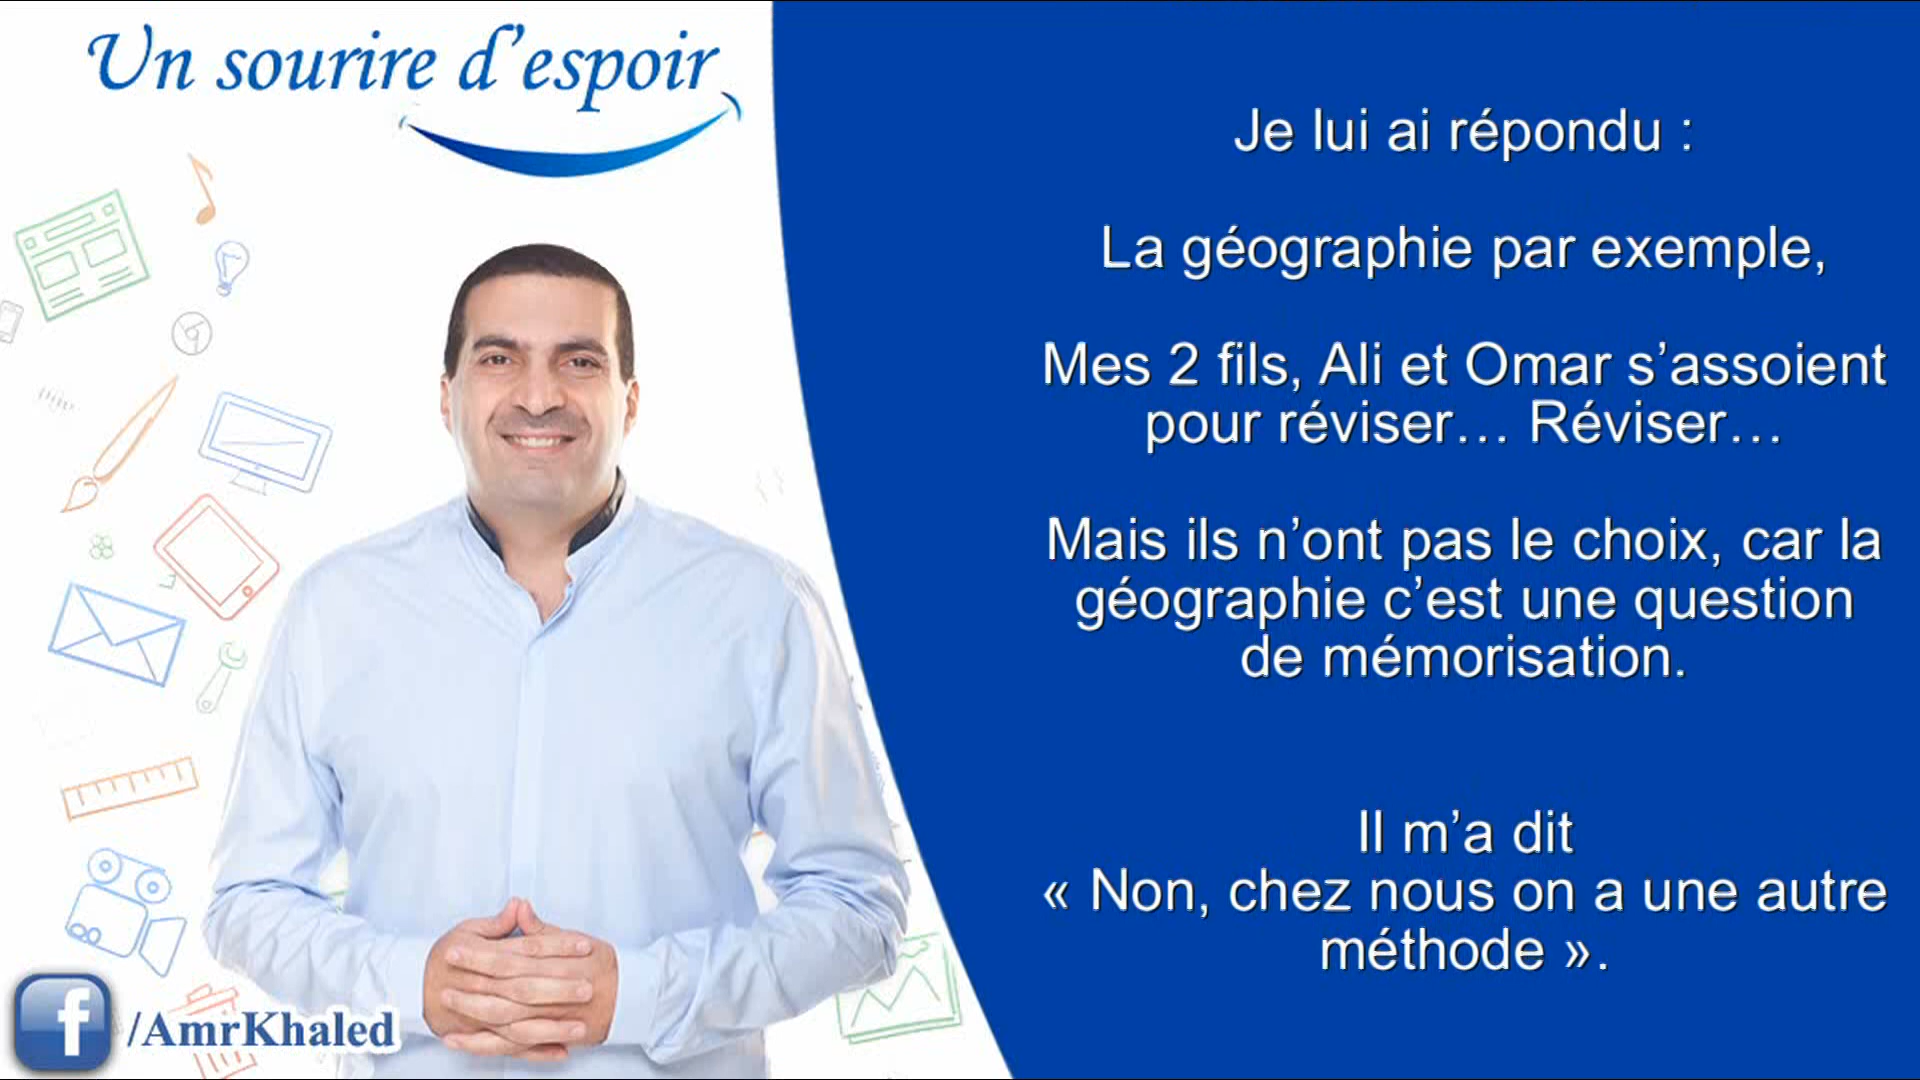 Un sourire d’espoir
Je lui ai répondu :
La géographie par exemple,
Mes 2 fils, Ali et Omar s’assoient
pour réviser… Réviser…
Mais ils n’ont pas le choix, car la
géographie c’est une question
de mémorisation.
Il m’a dit
« Non, chez nous on a une autre
méthode ».
f /AmrKhaled